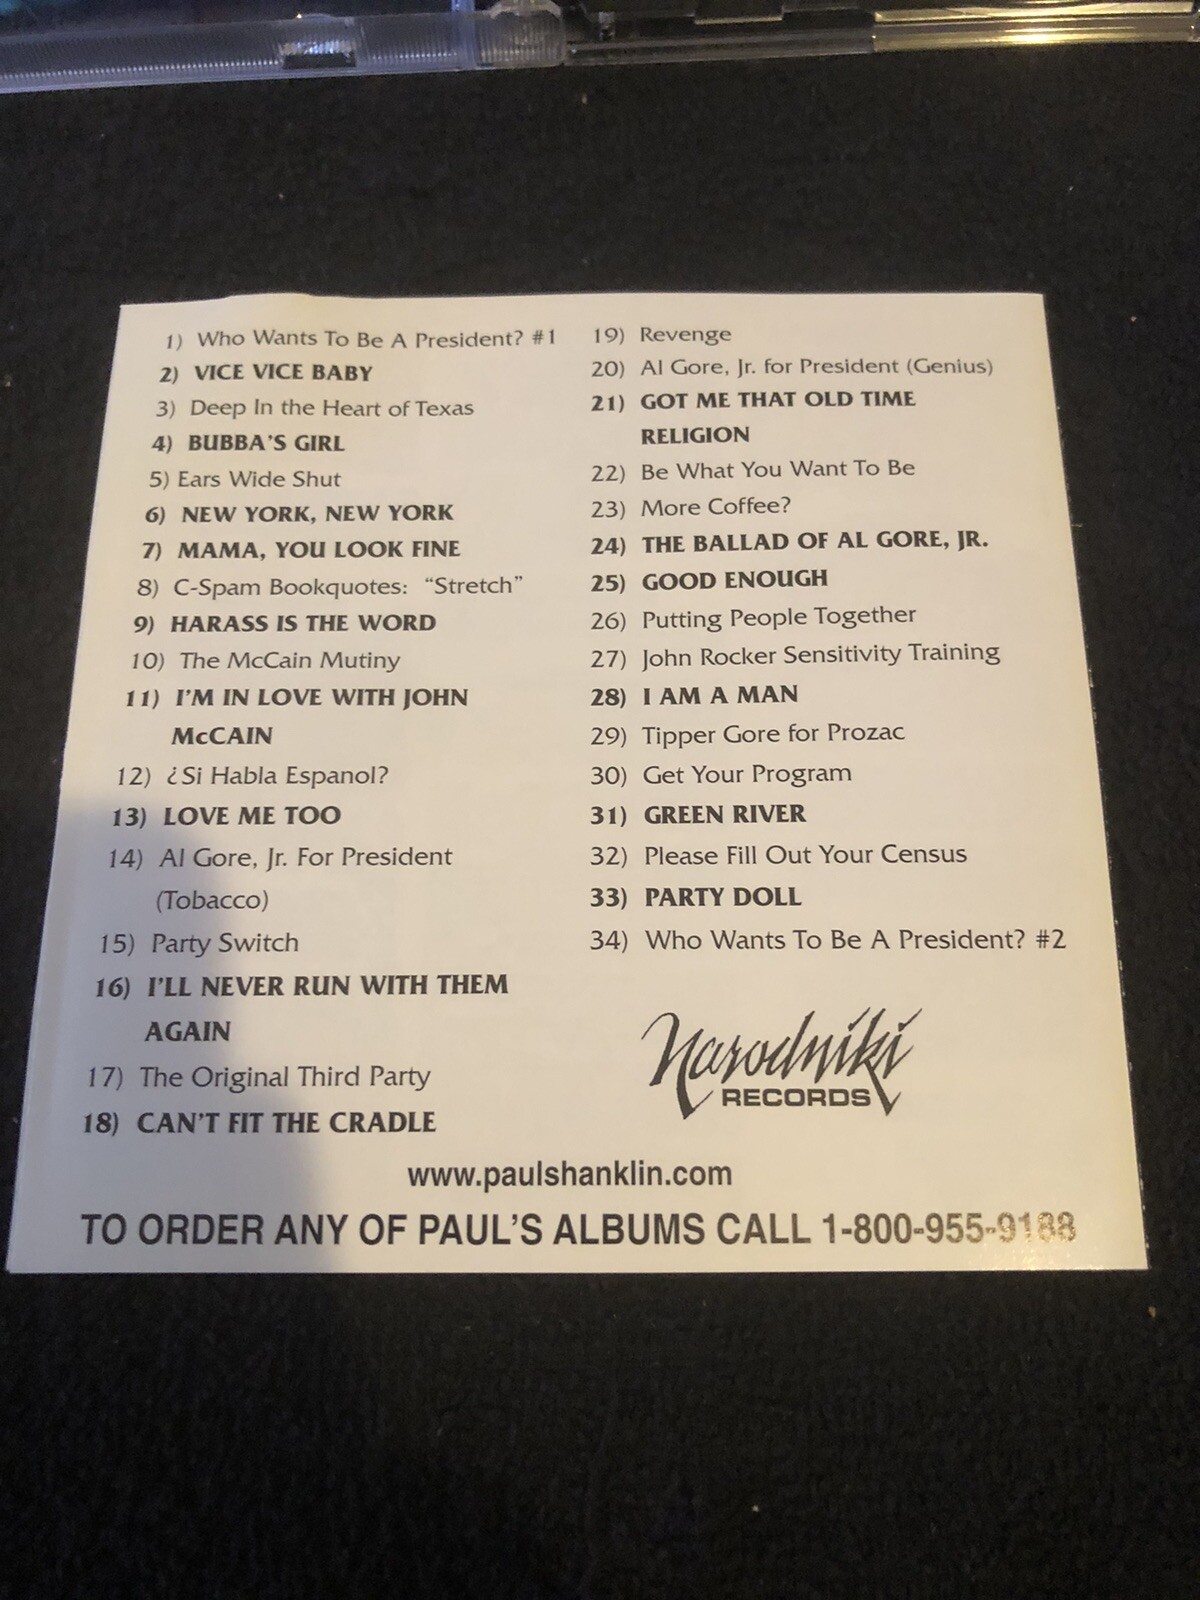 1) Who Wants To Be A President? #1
2) VICE VICE BABY
3) Deep In the Heart of Texas
4) BUBBA'S GIRL
5) Ears Wide Shut
6) NEW YORK, NEW YORK
7) MAMA, YOU LOOK FINE
8) C-Spam Bookquotes: “Stretch”
9) HARASS IS THE WORD
10) The McCain Mutiny
11) I'M IN LOVE WITH JOHN
McCAIN
12) ¿Si Habla Espanol?
13) LOVE ME TOO
14) Al Gore, Jr. For President
(Tobacco)
15) Party Switch
16) I'LL NEVER RUN WITH THEM
AGAIN
17) The Original Third Party
18) CAN'T FIT THE CRADLE
19) Revenge
20) Al Gore, Jr. for President (Genius)
21) GOT ME THAT OLD TIME
RELIGION
22) Be What You Want To Be
23) More Coffee?
24) THE BALLAD OF AL GORE, JR.
25) GOOD ENOUGH
26) Putting People Together
27) John Rocker Sensitivity Training
28) I AM A MAN
29) Tipper Gore for Prozac
30) Get Your Program
31) GREEN RIVER
32) Please Fill Out Your Census
33) PARTY DOLL
34) Who Wants To Be A President? #2
Narodniki
RECORDS
www.paulshanklin.com
TO ORDER ANY OF PAUL'S ALBUMS CALL 1-800-955-9188